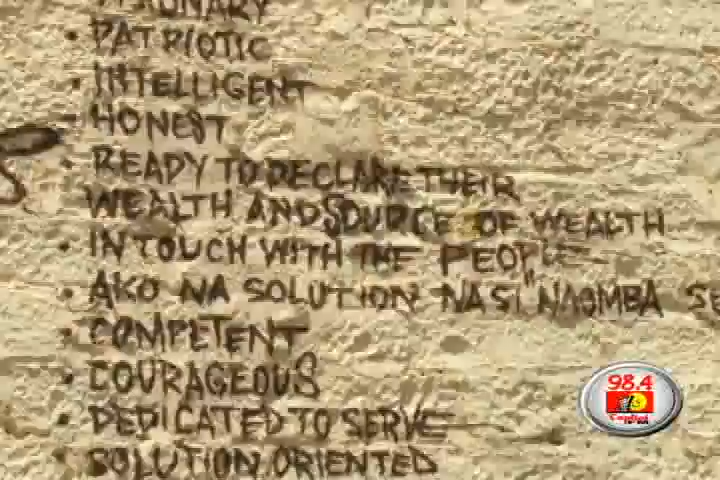 • PATRIOTIC
• INTELLIGENT
• HONEST
• READY TO DECLARE THEIR
WEALTH AND SOURCE OF WEALTH
• IN TOUCH WITH THE PEOPLE
• AKO NA SOLUTION NA SI "NAOMBA
• COMPETENT
• COURAGEOUS
• DEDICATED TO SERVE
SOLUTION ORIENTED
98.4
Capital